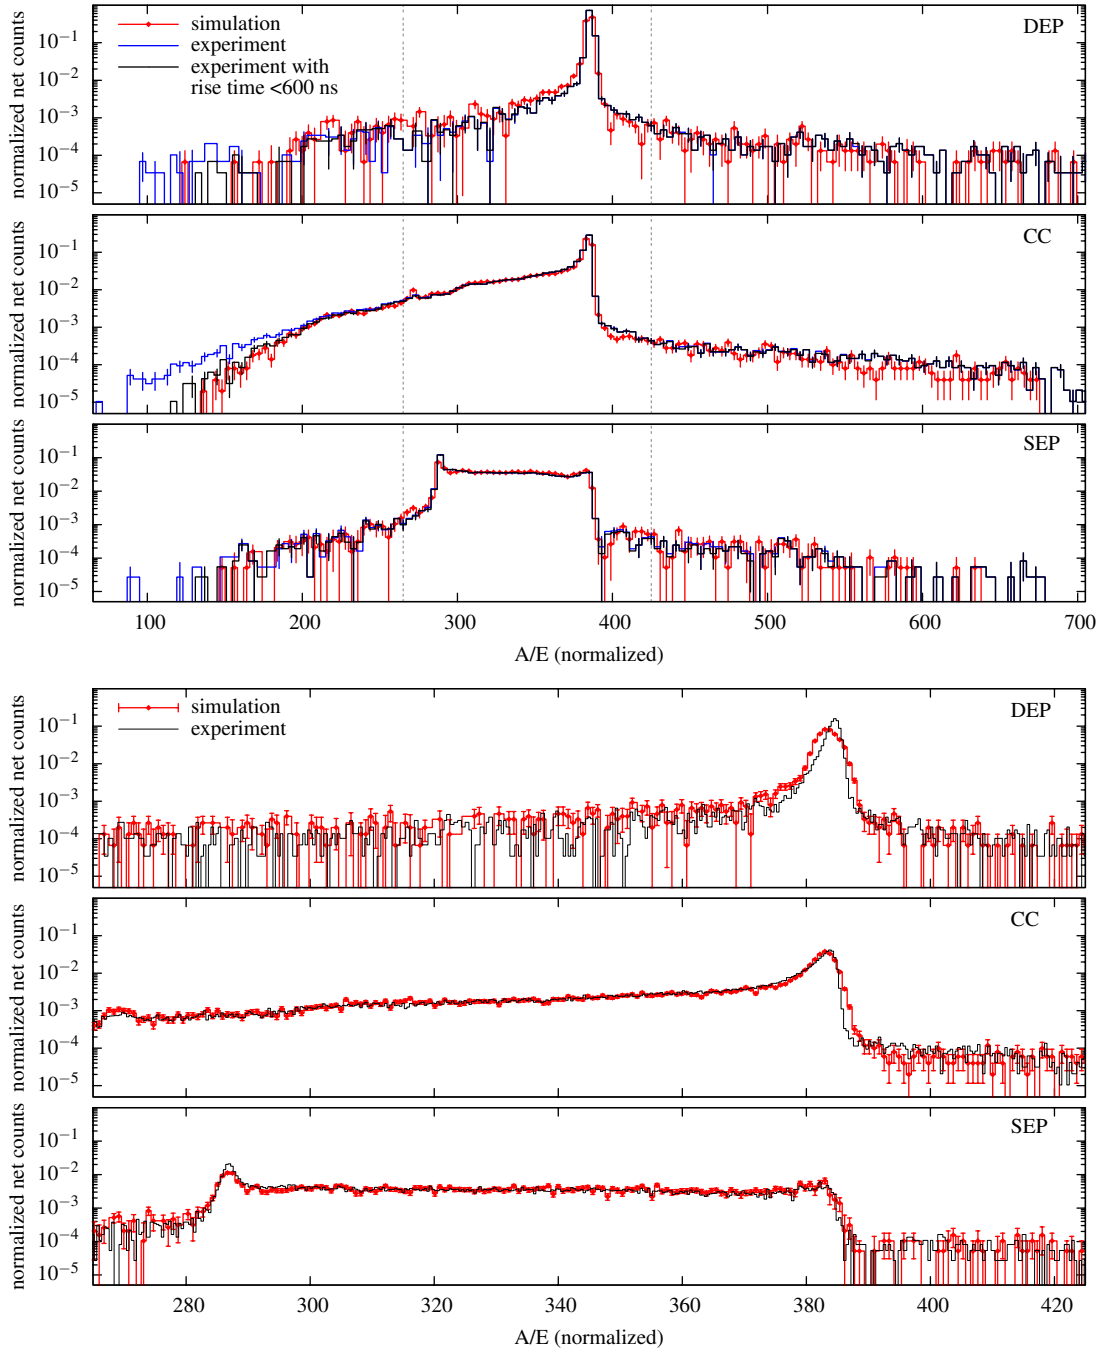 simulation
experiment
experiment with
rise time <600 ns
DEP
normalized net counts
10⁻¹
10⁻²
10⁻³
10⁻⁴
10⁻⁵
CC
normalized net counts
10⁻¹
10⁻²
10⁻³
10⁻⁴
10⁻⁵
SEP
normalized net counts
10⁻¹
10⁻²
10⁻³
10⁻⁴
10⁻⁵
100 200 300 400 500 600 700
A/E (normalized)
simulation
experiment
DEP
normalized net counts
10⁻¹
10⁻²
10⁻³
10⁻⁴
10⁻⁵
CC
normalized net counts
10⁻¹
10⁻²
10⁻³
10⁻⁴
10⁻⁵
SEP
normalized net counts
10⁻¹
10⁻²
10⁻³
10⁻⁴
10⁻⁵
280 300 320 340 360 380 400 420
A/E (normalized)